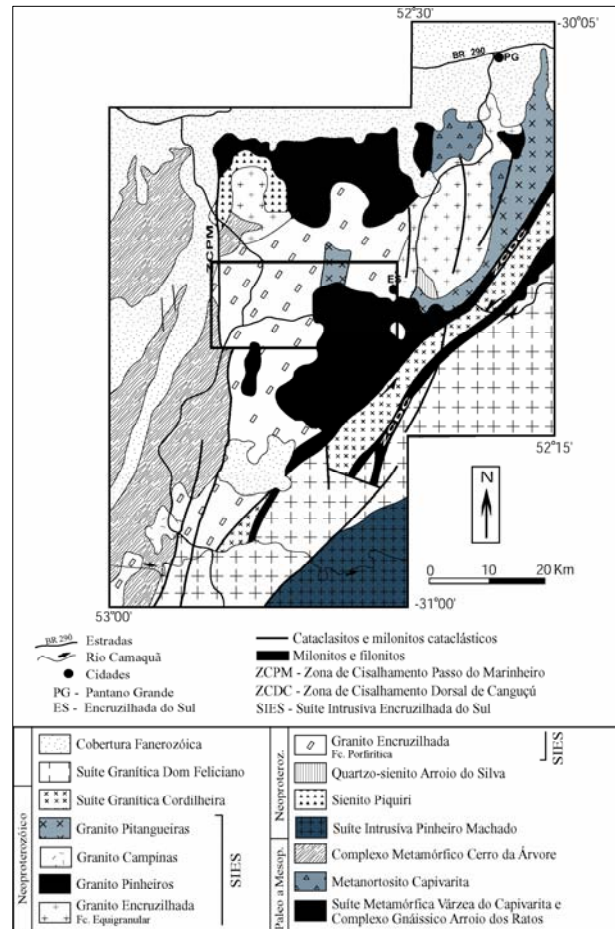 52°30'
-30°05'
BR 290
PG
ZCPM
ES
ZCDC
ZCDC
52°15'
N
0 10 20 Km
53°00'
-31°00'
BR 290 Estradas
Rio Camaquã
Cidades
PG - Pantano Grande
ES - Encruzilhada do Sul
Cataclasitos e milonitos cataclásticos
Milonitos e filonitos
ZCPM - Zona de Cisalhamento Passo do Marinheiro
ZCDC - Zona de Cisalhamento Dorsal de Canguçú
SIES - Suíte Intrusiva Encruzilhada do Sul
Neoproterozóico
Cobertura Fanerozóica
Suíte Granítica Dom Feliciano
Suíte Granítica Cordilheira
Granito Pitangueiras
Granito Campinas
Granito Pinheiros
Granito Encruzilhada
Fc. Equigranular
SIES
Neoproteroz.
Paleo a Mesop.
Granito Encruzilhada
Fc. Porfirítica
SIES
Quartzo-sienito Arroio do Silva
Sienito Piquiri
Suíte Intrusíva Pinheiro Machado
Complexo Metamórfico Cerro da Árvore
Metanortosito Capivarita
Suíte Metamórfica Várzea do Capivarita e
Complexo Gnáissico Arroio dos Ratos